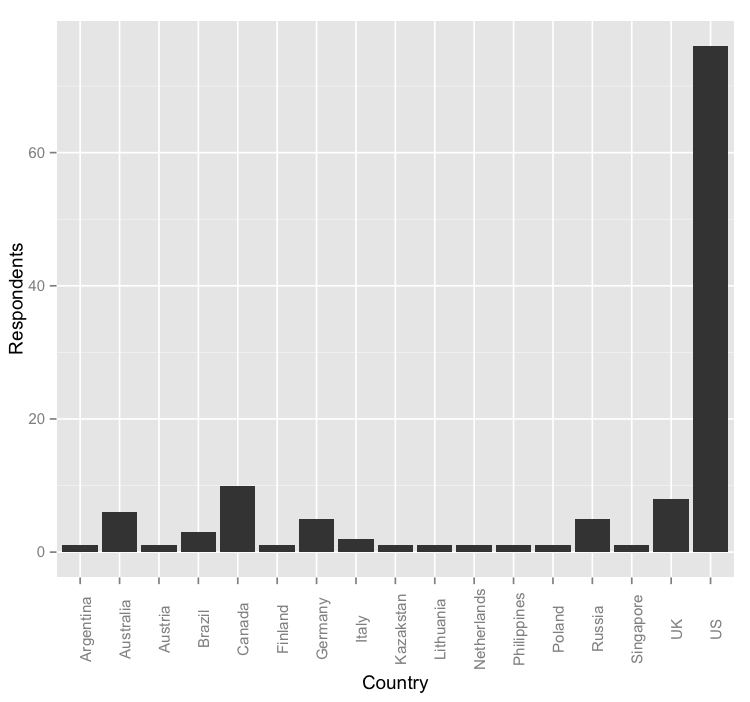 Respondents
60
40
20
0
Argentina
Australia
Austria
Brazil
Canada
Finland
Germany
Italy
Kazakstan
Lithuania
Netherlands
Philippines
Poland
Russia
Singapore
UK
US
Country